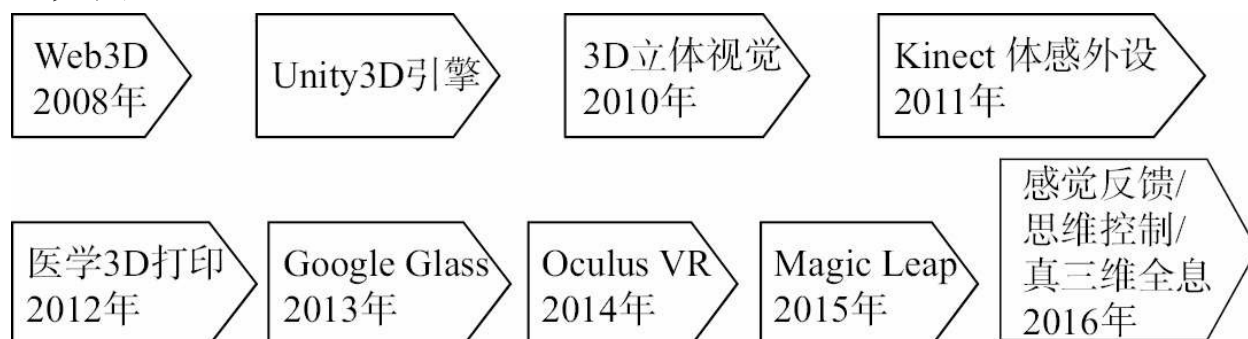 Web3D
2008年
Unity3D引擎
3D立体视觉
2010年
Kinect 体感外设
2011年
医学3D打印
2012年
Google Glass
2013年
Oculus VR
2014年
Magic Leap
2015年
感觉反馈/
思维控制/
真三维全息
2016年